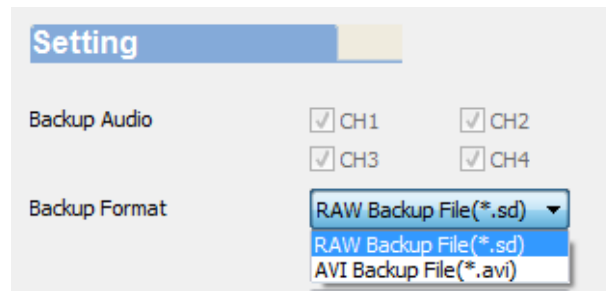 Setting
Backup Audio
CH1 CH2
CH3 CH4
Backup Format
RAW Backup File(*.sd)
RAW Backup File(*.sd)
AVI Backup File(*.avi)